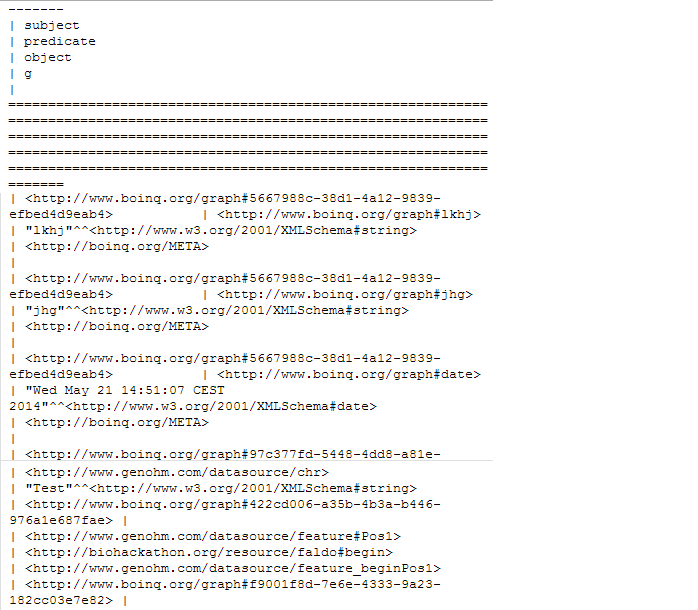 -------
| subject
| predicate
| object
| g
|
============================================================
============================================================
============================================================
============================================================
============================================================
=======
| <http://www.boinq.org/graph#5667988c-38d1-4a12-9839-
efbed4d9eab4> | <http://www.boinq.org/graph#lkhj>
| "lkhj"^^<http://www.w3.org/2001/XMLSchema#string>
| <http://boinq.org/META>
|
| <http://www.boinq.org/graph#5667988c-38d1-4a12-9839-
efbed4d9eab4> | <http://www.boinq.org/graph#jhg>
| "jhg"^^<http://www.w3.org/2001/XMLSchema#string>
| <http://boinq.org/META>
|
| <http://www.boinq.org/graph#5667988c-38d1-4a12-9839-
efbed4d9eab4> | <http://www.boinq.org/graph#date>
| "Wed May 21 14:51:07 CEST
2014"^^<http://www.w3.org/2001/XMLSchema#date>
| <http://boinq.org/META>
|
| <http://www.boinq.org/graph#97c377fd-5448-4dd8-a81e-
| <http://www.genohm.com/datasource/chr>
| "Test"^^<http://www.w3.org/2001/XMLSchema#string>
| <http://www.boinq.org/graph#422cd006-a35b-4b3a-b446-
976a1e687fae> |
| <http://www.genohm.com/datasource/feature#Pos1>
| <http://biohackathon.org/resource/faldo#begin>
| <http://www.genohm.com/datasource/feature_beginPos1>
| <http://www.boinq.org/graph#f9001f8d-7e6e-4333-9a23-
182cc03e7e82> |